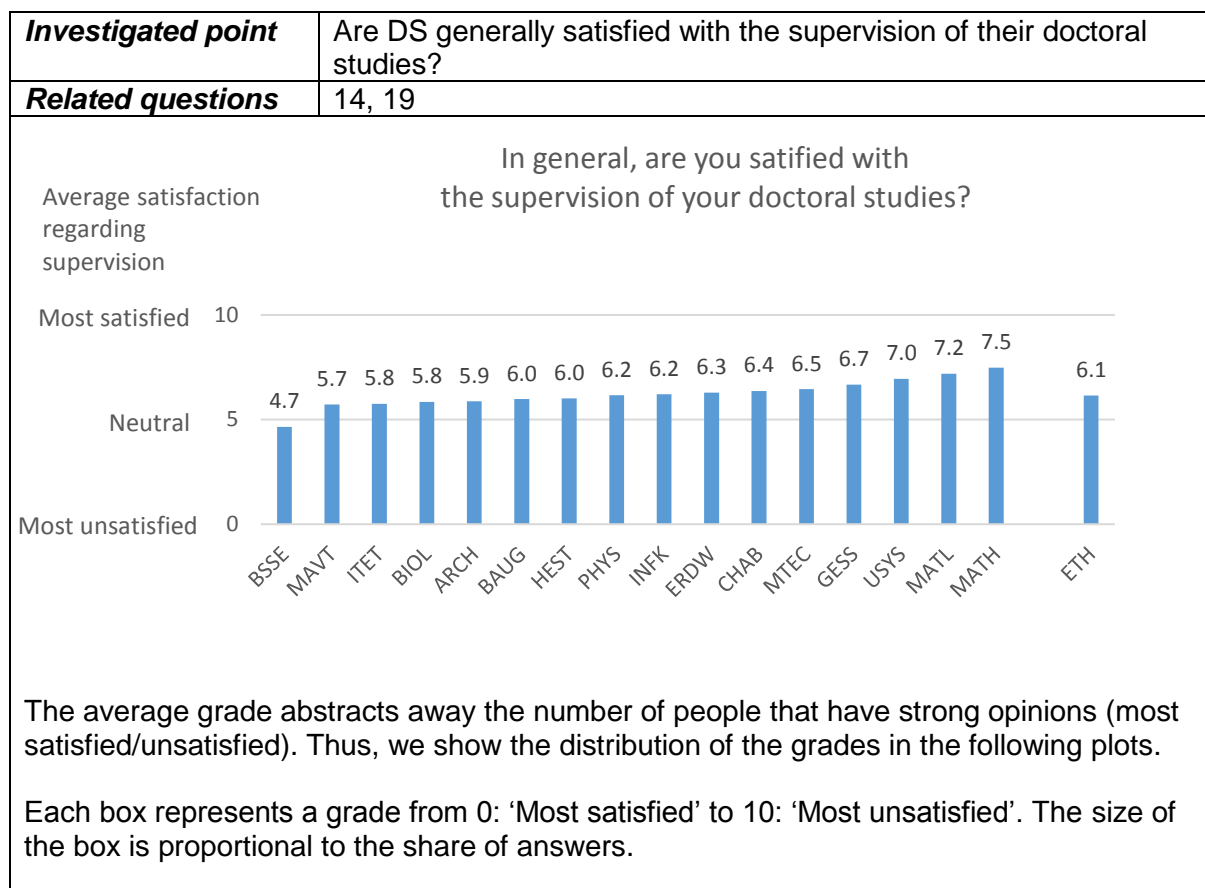 Investigated point
Are DS generally satisfied with the supervision of their doctoral
studies?
Related questions
14, 19
In general, are you satified with
the supervision of your doctoral studies?
Average satisfaction
regarding
supervision
Most satisfied 10
Neutral 5
Most unsatisfied 0
4.7 5.7 5.8 5.8 5.9 6.0 6.0 6.2 6.2 6.3 6.4 6.5 6.7 7.0 7.2 7.5 6.1
BSSE MAVT ITET BIOL ARCH BAUG HEST PHYS INFK ERDW CHAB MTEC GESS USYS MATL MATH ETH
The average grade abstracts away the number of people that have strong opinions (most
satisfied/unsatisfied). Thus, we show the distribution of the grades in the following plots.
Each box represents a grade from 0: ‘Most satisfied’ to 10: ‘Most unsatisfied’. The size of
the box is proportional to the share of answers.